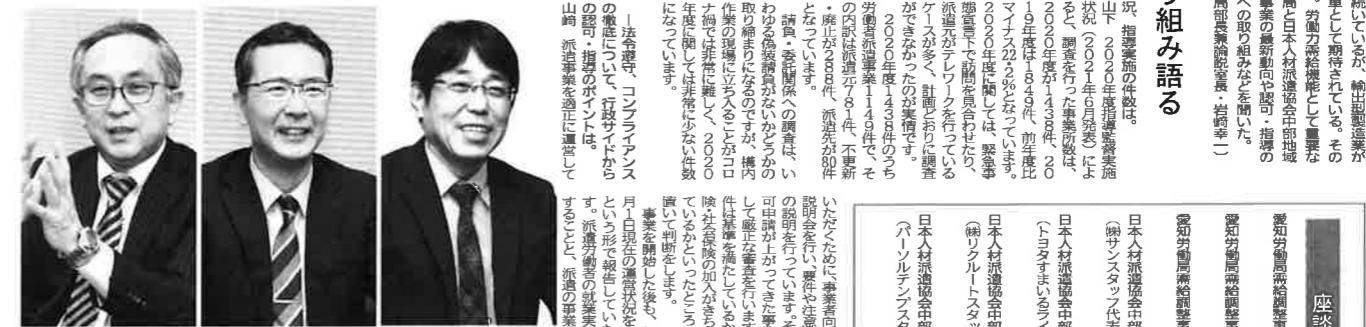 続いているが、輸出型製造業が
車として期待されている。その
。労働力需給機能として重要な
局と日本人材派遣協会中部地域
事業の最新動向や認可・指導の
への取り組みなどを聞いた。
局部長兼論説室長・岩崎幸一）
り組み語る
況、指導実施の件数は。
山下　2020年度指導監督実施
状況（2021年6月発表）によ
ると、調査を行った事業所数は、
2020年度が1438件、20
19年度は1849件、前年度比
マイナス22・2％となっています。
2020年度に関しては、緊急事
態宣言下で訪問を見合わせたり、
派遣元がテレワークを行っている
ケースが多く、計画どおりに調査
ができなかったのが実情です。
2020年度1438件のうち
労働者派遣事業1149件で、そ
の内訳は派遣元781件、不更新
・廃止が288件、派遣先が80件
となっています。
請負・委託関係への調査は、い
わゆる偽装請負がないかどうかの
取り締まりになるのですが、構内
作業の現場に立ち入ることがコロ
ナ禍では非常に難しく、2020
年度に関しては非常に少ない件数
になっています。
―法令遵守、コンプライアンス
の徹底について、行政サイドから
の認可・指導のポイントは。
山崎　派遣事業を適正に運営して
いただくために、事業者向
説明会を行い、要件や注意
の説明を行っています。そ
可申請が上がってきた事
して厳正な審査を行います
件は基準を満たしているか
険・社会保険の加入がきち
ているかといったところ
置いて判断をします。
事業を開始した後も、
月1日現在の運営状況を
という形で報告していた
す。派遣労働者の就業実
することと、派遣の事業
座談
愛知労働局需給調整
愛知労働局需給調整事
愛知労働局需給調整事
日本人材派遣協会中部
（㈱サンスタッフ代表
日本人材派遣協会中部
（トヨタすまいるライ
日本人材派遣協会中部
（㈱リクルートスタッ
日本人材派遣協会中部
（パーソルテンプスタ